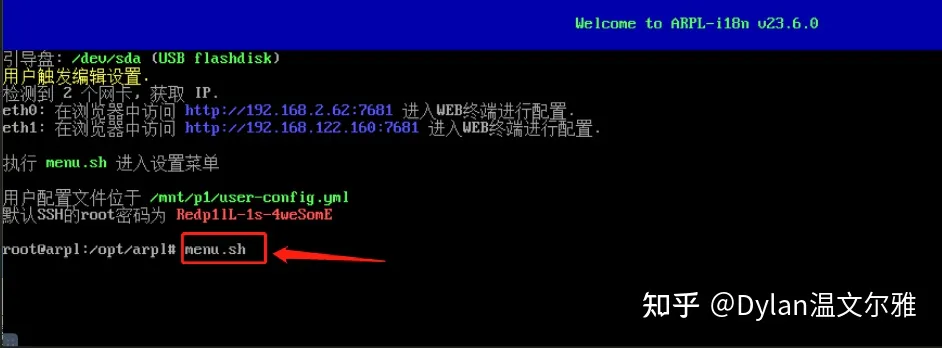 Welcome to ARPL-i18n v23.6.0
引导盘: /dev/sda (USB flashdisk)
用户触发编辑设置.
检测到 2 个网卡, 获取 IP.
eth0: 在浏览器中访问 http://192.168.2.62:7681 进入WEB终端进行配置.
eth1: 在浏览器中访问 http://192.168.122.160:7681 进入WEB终端进行配置.
执行 menu.sh 进入设置菜单
用户配置文件位于 /mnt/p1/user-config.yml
默认SSH的root密码为 Redp1lL-1s-4weSomE
root@arpl:/opt/arpl# menu.sh
知乎 @Dylan温文尔雅